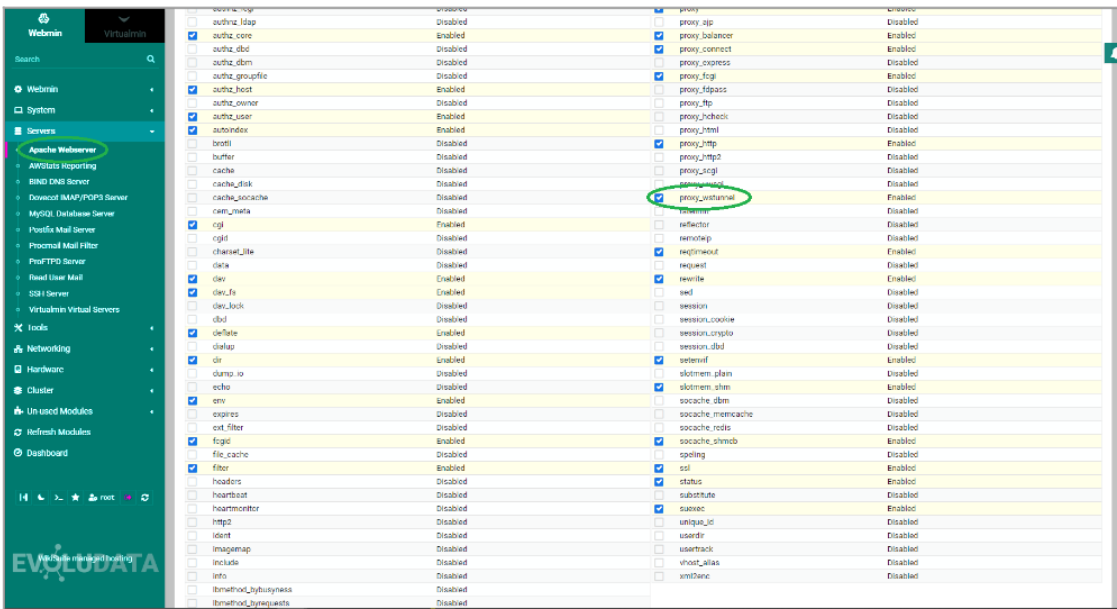 Webmin
Virtualmin
Search
Webmin
System
Servers
Apache Webserver
AWStats Reporting
BIND DNS Server
Dovecot IMAP/POP3 Server
MySQL Database Server
Postfix Mail Server
Procmail Mail Filter
ProFTPD Server
Read User Mail
SSH Server
Virtualmin Virtual Servers
Tools
Networking
Hardware
Cluster
Un-used Modules
Refresh Modules
Dashboard
root
managed hosting
EVOLUDATA
authnz_ldap Disabled
authz_core Enabled
authz_dbd Disabled
authz_dbm Disabled
authz_groupfile Disabled
authz_host Enabled
authz_owner Disabled
authz_user Enabled
autoindex Enabled
brotli Disabled
buffer Disabled
cache Disabled
cache_disk Disabled
cache_socache Disabled
cern_meta Disabled
cgi Enabled
cgid Disabled
charset_lite Disabled
data Disabled
dav Enabled
dav_fs Enabled
dav_lock Disabled
dbd Disabled
deflate Enabled
dialup Disabled
dir Enabled
dump_io Disabled
echo Disabled
env Enabled
expires Disabled
ext_filter Disabled
fcgid Enabled
file_cache Disabled
filter Enabled
headers Disabled
heartbeat Disabled
heartmonitor Disabled
http2 Disabled
ident Disabled
imagemap Disabled
include Disabled
info Disabled
lbmethod_bybusyness Disabled
lbmethod_byrequests Disabled
proxy Enabled
proxy_ajp Disabled
proxy_balancer Enabled
proxy_connect Enabled
proxy_express Disabled
proxy_fcgi Enabled
proxy_fdpass Disabled
proxy_ftp Disabled
proxy_hcheck Disabled
proxy_html Disabled
proxy_http Enabled
proxy_http2 Disabled
proxy_scgi Disabled
Disabled
proxy_wstunnel Enabled
Disabled
reflector Disabled
remoteip Disabled
reqtimeout Enabled
request Disabled
rewrite Enabled
sed Disabled
session Disabled
session_cookie Disabled
session_crypto Disabled
session_dbd Disabled
setenvif Enabled
slotmem_plain Disabled
slotmem_shm Enabled
socache_dbm Disabled
socache_memcache Disabled
socache_redis Disabled
socache_shmcb Enabled
speling Disabled
ssl Enabled
status Enabled
substitute Disabled
suexec Enabled
unique_id Disabled
userdir Disabled
usertrack Disabled
vhost_alias Disabled
xml2enc Disabled